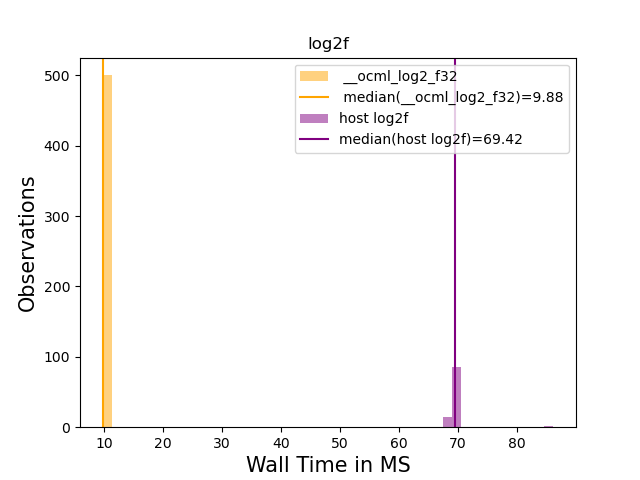 log2f
__ocml_log2_f32
median(__ocml_log2_f32)=9.88
host log2f
median(host log2f)=69.42
Observations
500
400
300
200
100
0
10 20 30 40 50 60 70 80
Wall Time in MS